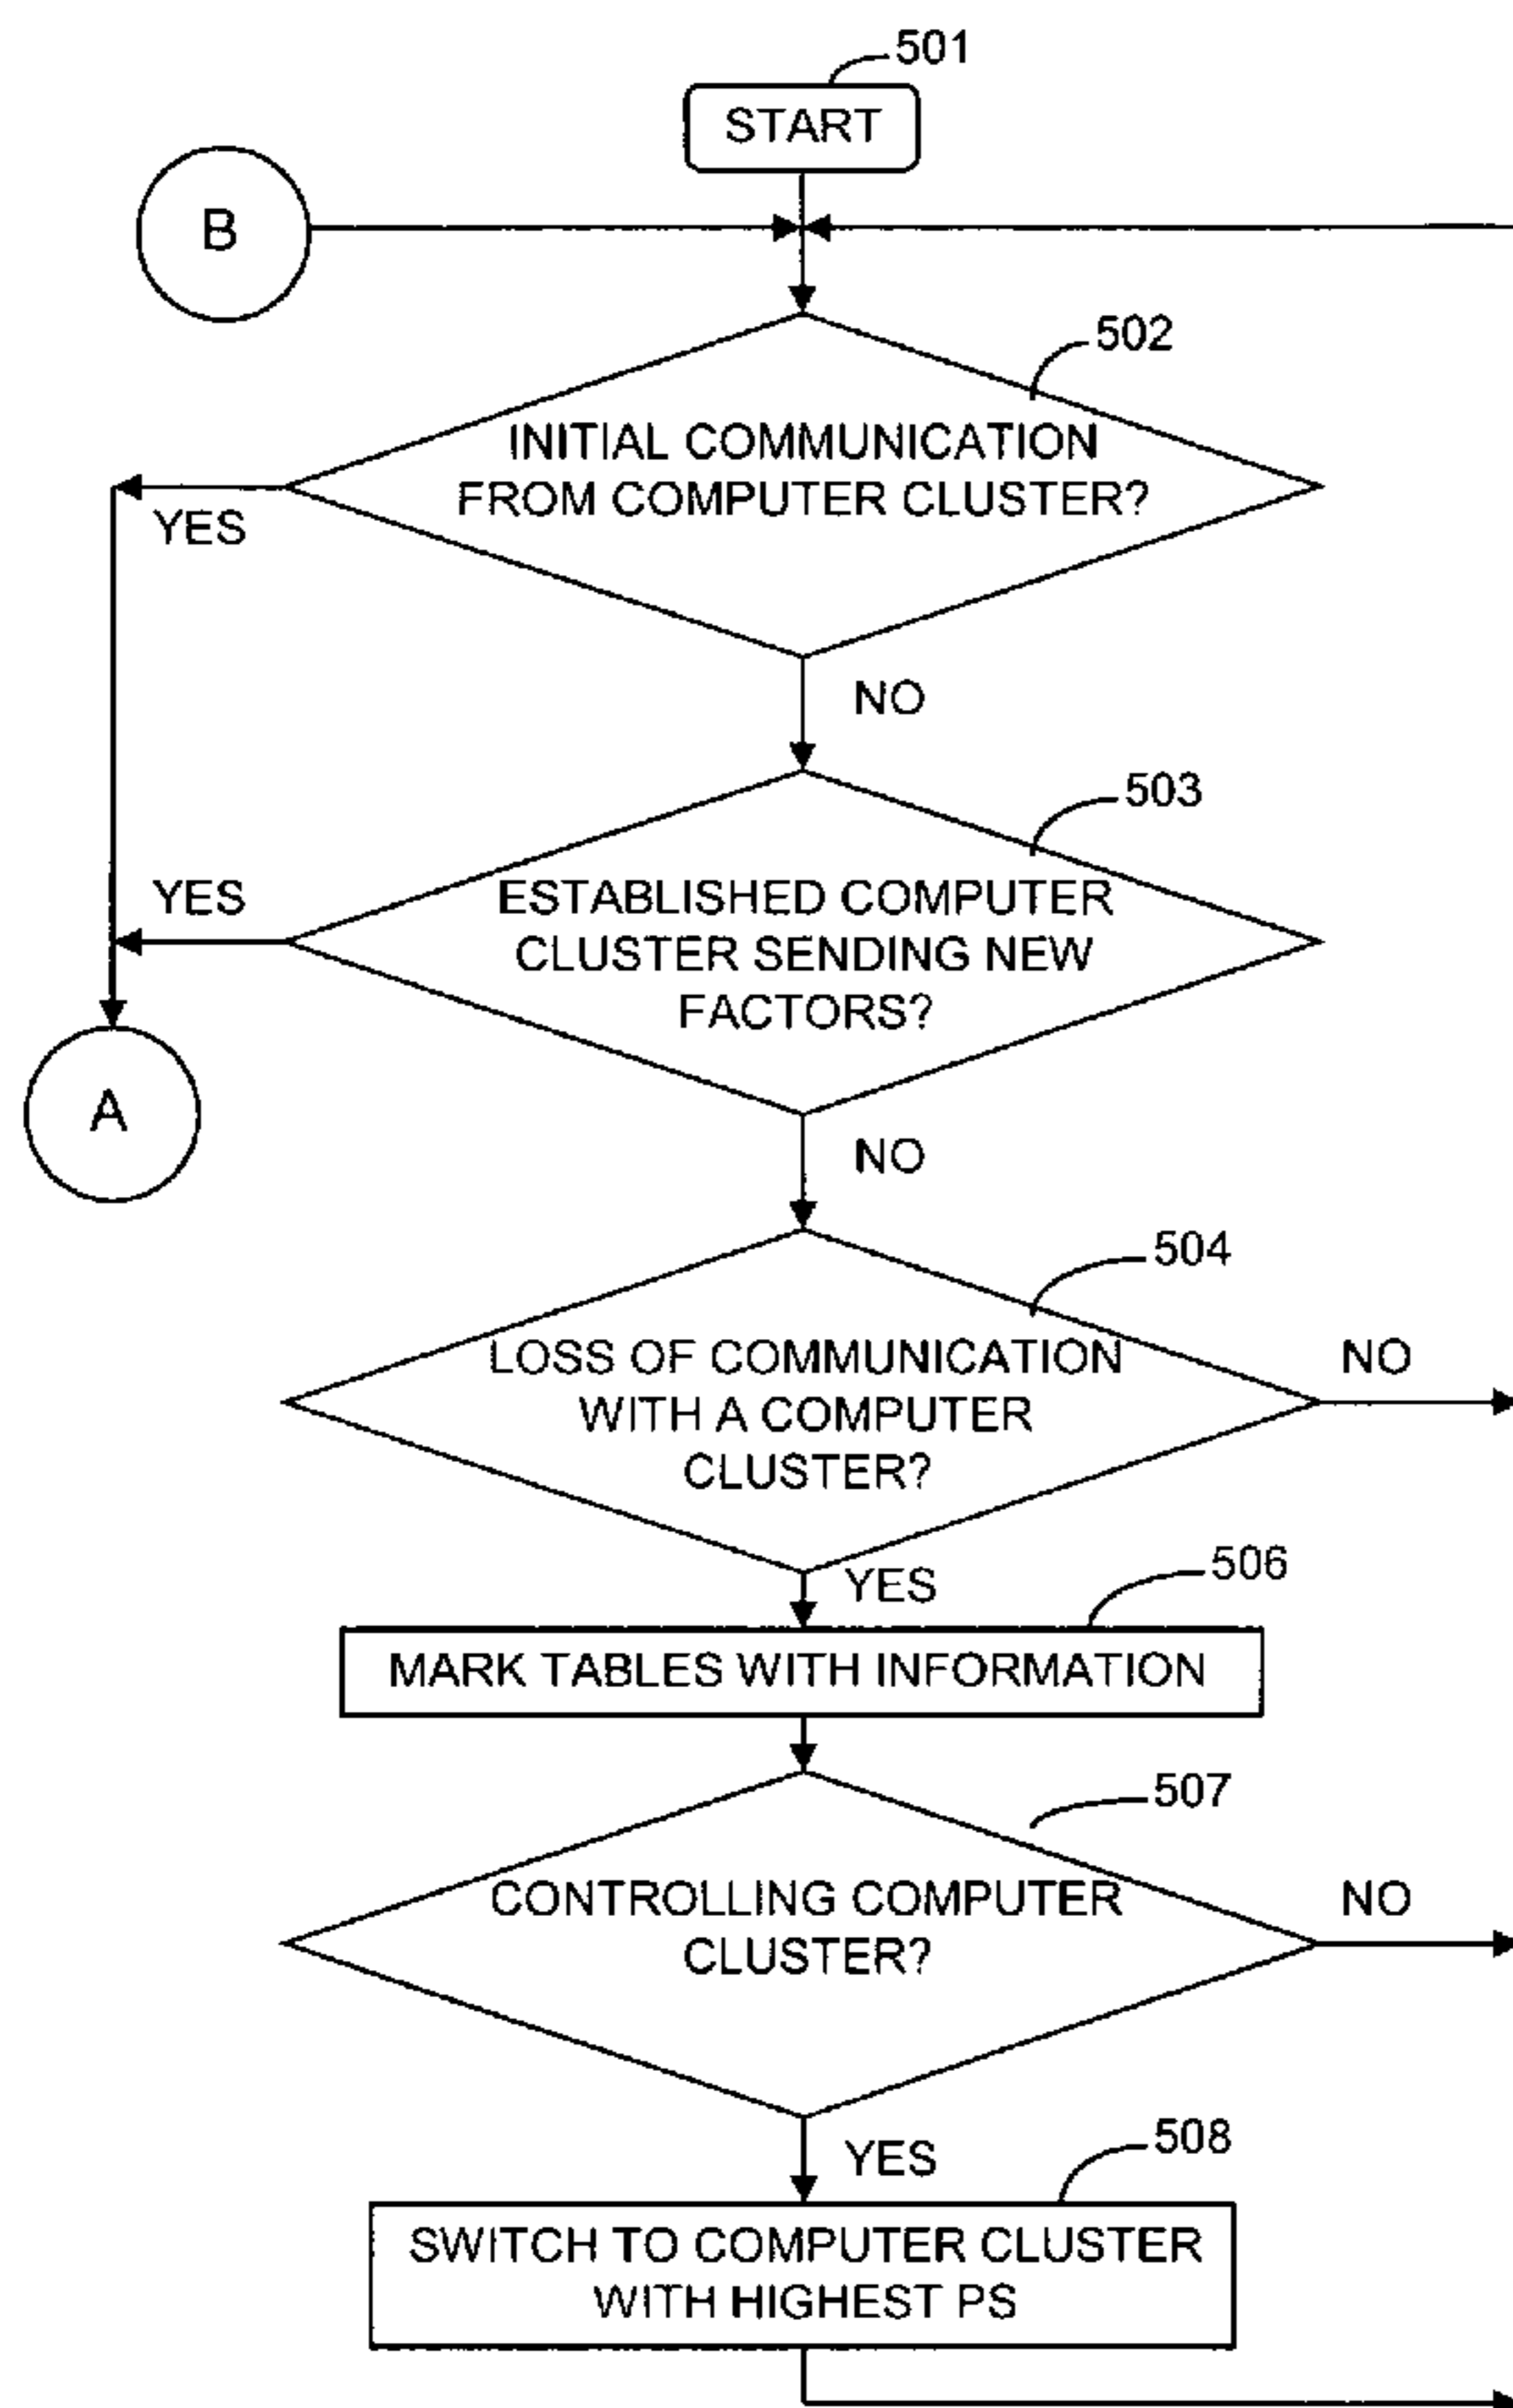 501
START
B
502
INITIAL COMMUNICATION
FROM COMPUTER CLUSTER?
YES
NO
503
YES
ESTABLISHED COMPUTER
CLUSTER SENDING NEW
FACTORS?
A
NO
504
LOSS OF COMMUNICATION
WITH A COMPUTER
CLUSTER?
NO
YES
506
MARK TABLES WITH INFORMATION
507
CONTROLLING COMPUTER
CLUSTER?
NO
YES
508
SWITCH TO COMPUTER CLUSTER
WITH HIGHEST PS